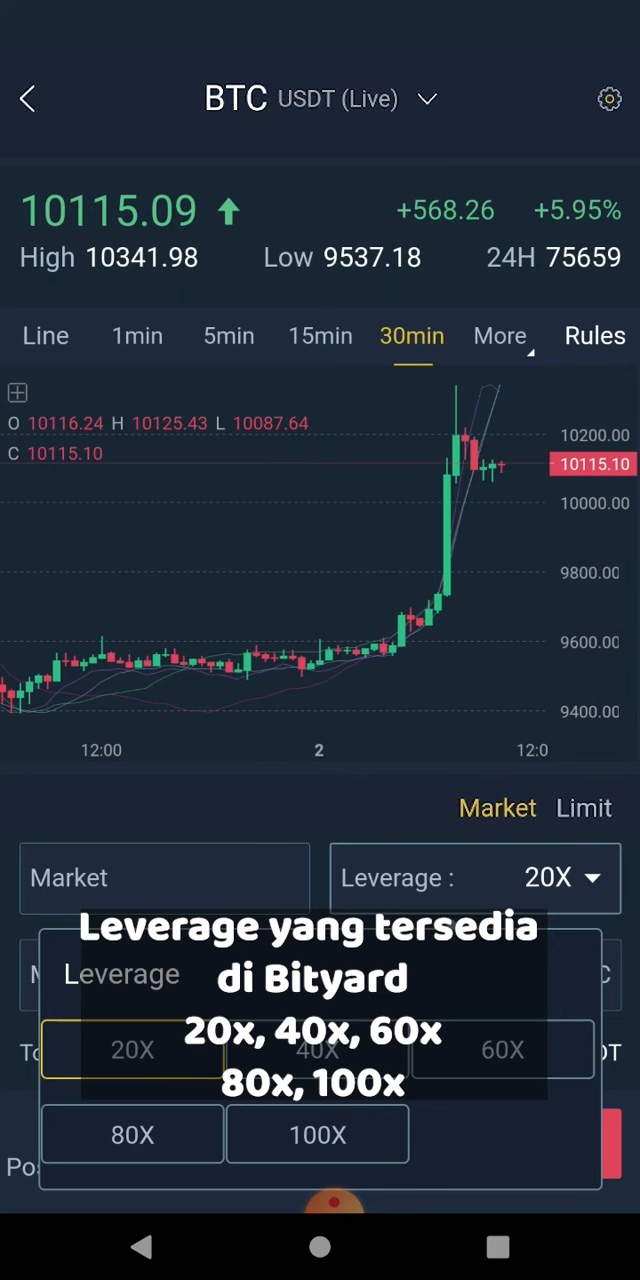 BTC USDT (Live)
10115.09 +568.26 +5.95%
High 10341.98 Low 9537.18 24H 75659
Line 1min 5min 15min 30min More Rules
O 10116.24 H 10125.43 L 10087.64
C 10115.10
10200.00
10115.10
10000.00
9800.00
9600.00
9400.00
12:00 2 12:0
Market Limit
Market Leverage : 20X
Leverage yang tersedia
di Bityard
20x, 40x, 60x
80x, 100x
Leverage
20X 40X 60X
80X 100X